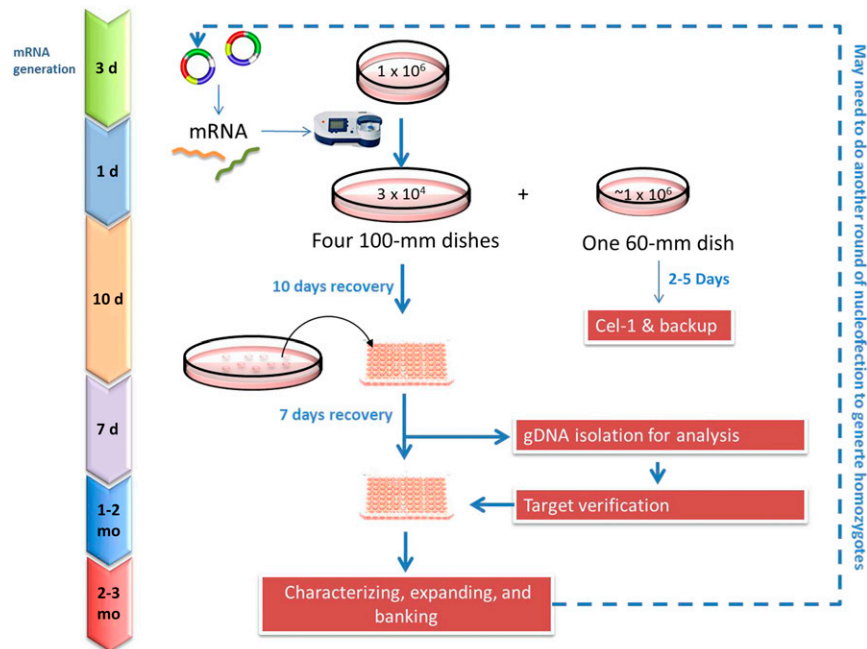 mRNA
generation
3 d
1 d
10 d
7 d
1-2
mo
2-3
mo
1 x 10⁶
mRNA
3 x 10⁴
+
~1 x 10⁶
Four 100-mm dishes
One 60-mm dish
10 days recovery
2-5 Days
Cel-1 & backup
7 days recovery
gDNA isolation for analysis
Target verification
Characterizing, expanding, and
banking
May need to do another round of nucleofection to generte homozygotes